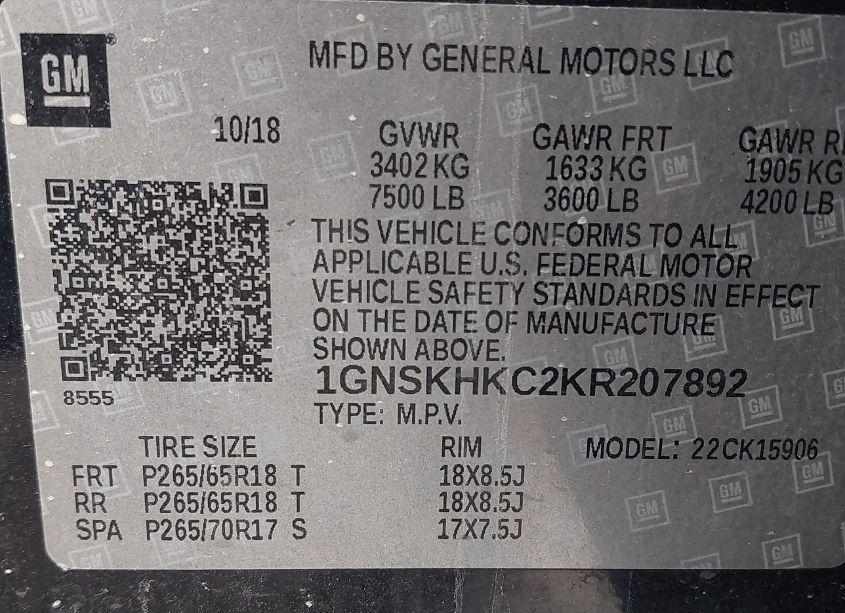 GM
MFD BY GENERAL MOTORS LLC
10/18
GVWR GAWR FRT GAWR R
3402 KG 1633 KG 1905 KG
7500 LB 3600 LB 4200 LB
THIS VEHICLE CONFORMS TO ALL
APPLICABLE U.S. FEDERAL MOTOR
VEHICLE SAFETY STANDARDS IN EFFECT
ON THE DATE OF MANUFACTURE
SHOWN ABOVE.
8555
1GNSKHKC2KR207892
TYPE: M.P.V.
TIRE SIZE RIM MODEL: 22CK15906
FRT P265/65R18 T 18X8.5J
RR P265/65R18 T 18X8.5J
SPA P265/70R17 S 17X7.5J